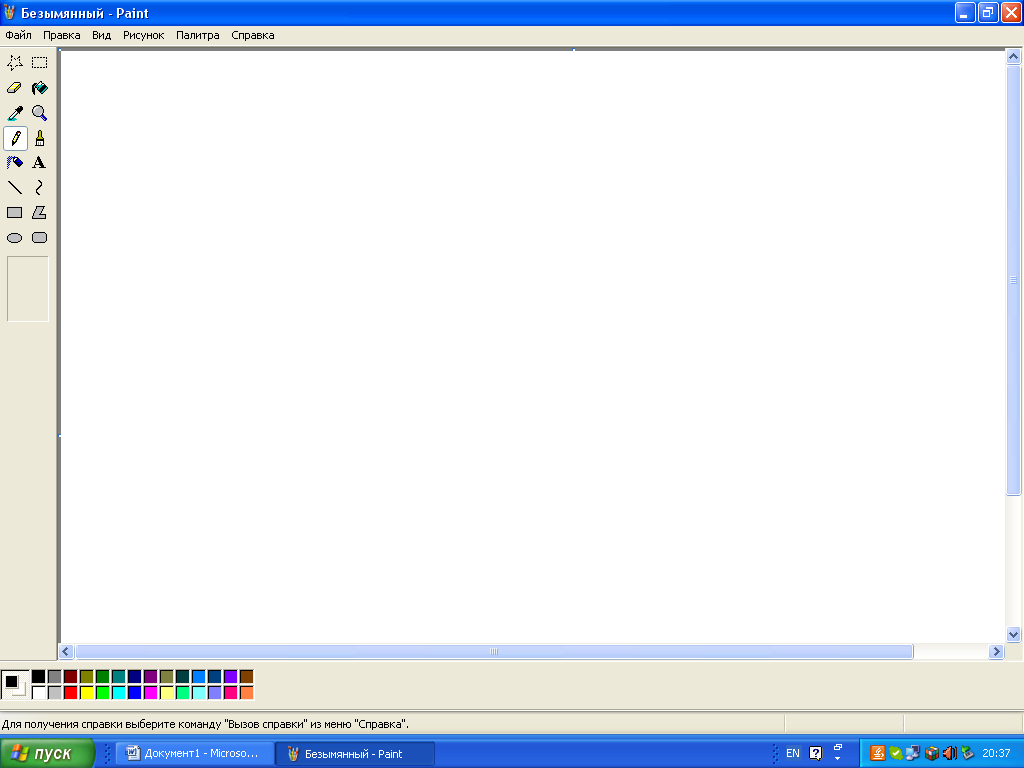 Безымянный - Paint
Файл Правка Вид Рисунок Палитра Справка
A
Для получения справки выберите команду "Вызов справки" из меню "Справка".
пуск
Документ1 - Microso...
Безымянный - Paint
EN
20:37